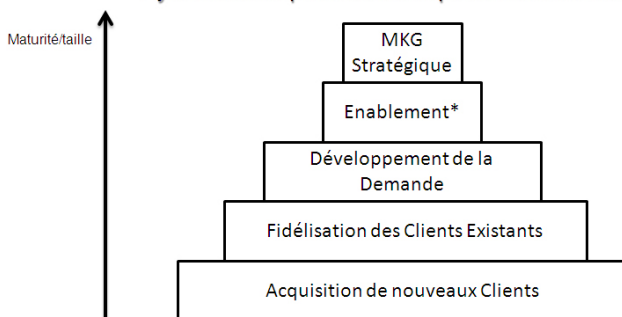 Maturité/taille
MKG
Stratégique
Enablement*
Développement de la
Demande
Fidélisation des Clients Existants
Acquisition de nouveaux Clients